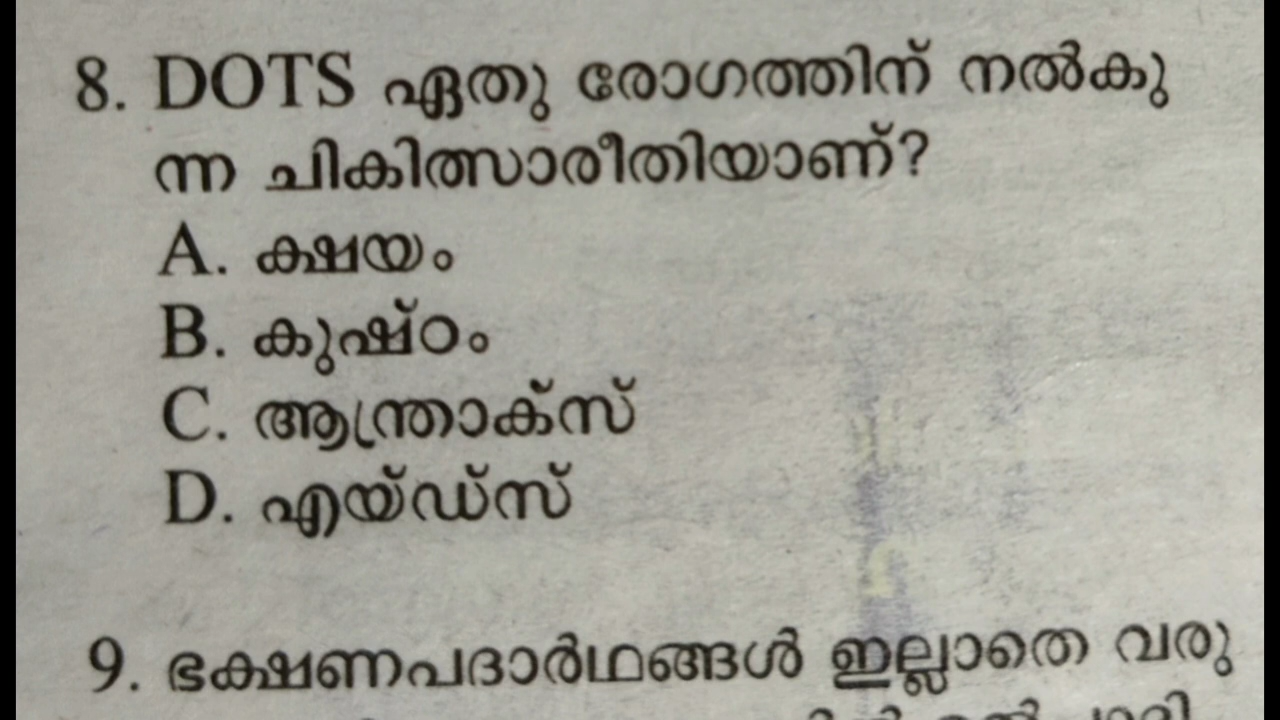 8. DOTS ഏതു രോഗത്തിന് നൽകു
ന്ന ചികിത്സാരീതിയാണ്?
A. ക്ഷയം
B. കുഷ്ഠം
C. ആന്ത്രാക്സ്
D. എയ്ഡ്സ്
9. ഭക്ഷണപദാർഥങ്ങൾ ഇല്ലാതെ വരു